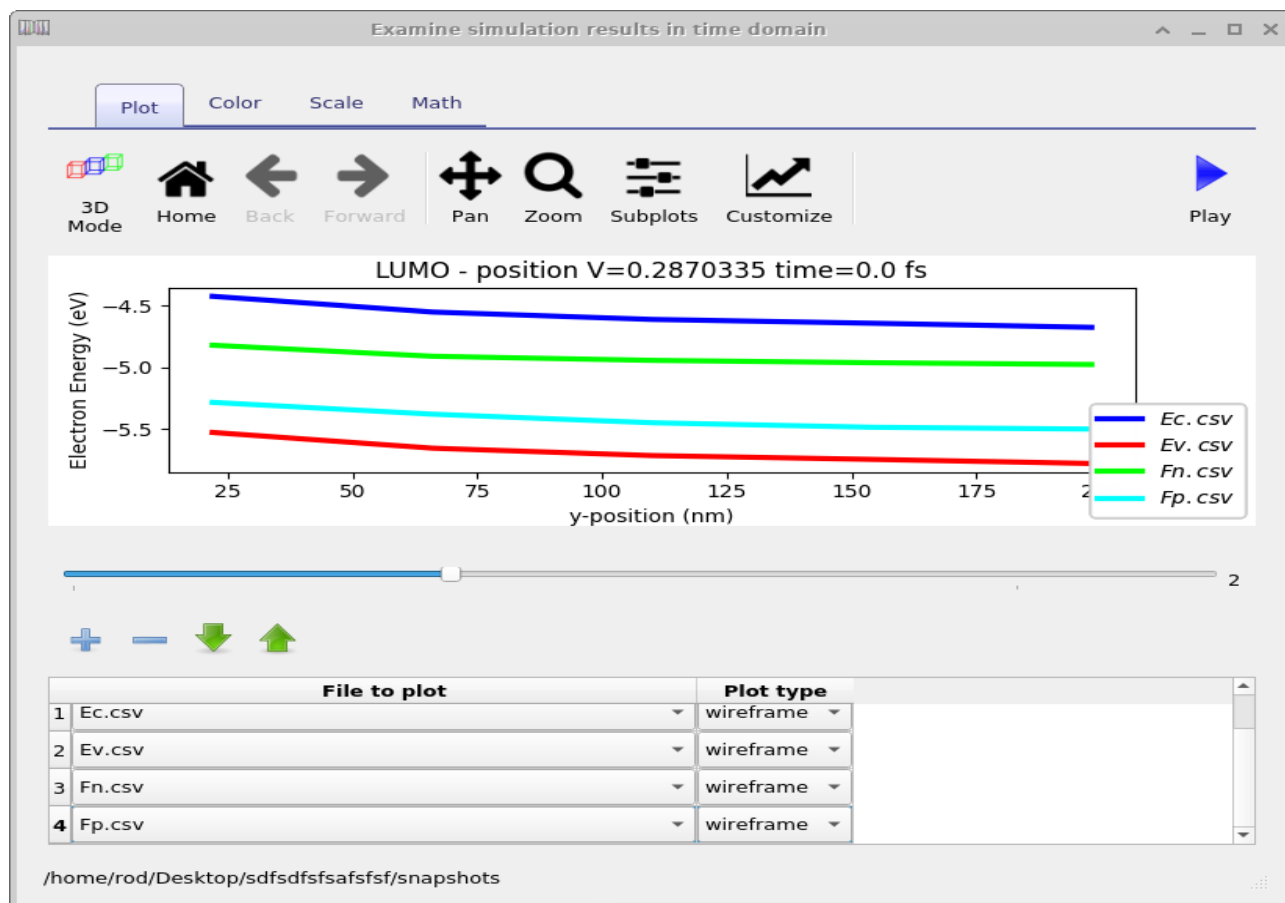 Examine simulation results in time domain
Plot Color Scale Math
3D Mode Home Back Forward Pan Zoom Subplots Customize Play
LUMO - position V=0.2870335 time=0.0 fs
Electron Energy (eV)
−4.5
−5.0
−5.5
25 50 75 100 125 150 175 2
y-position (nm)
Ec.csv
Ev.csv
Fn.csv
Fp.csv
2
File to plot Plot type
1 Ec.csv wireframe
2 Ev.csv wireframe
3 Fn.csv wireframe
4 Fp.csv wireframe
/home/rod/Desktop/sdfsdfsfsafsfsf/snapshots